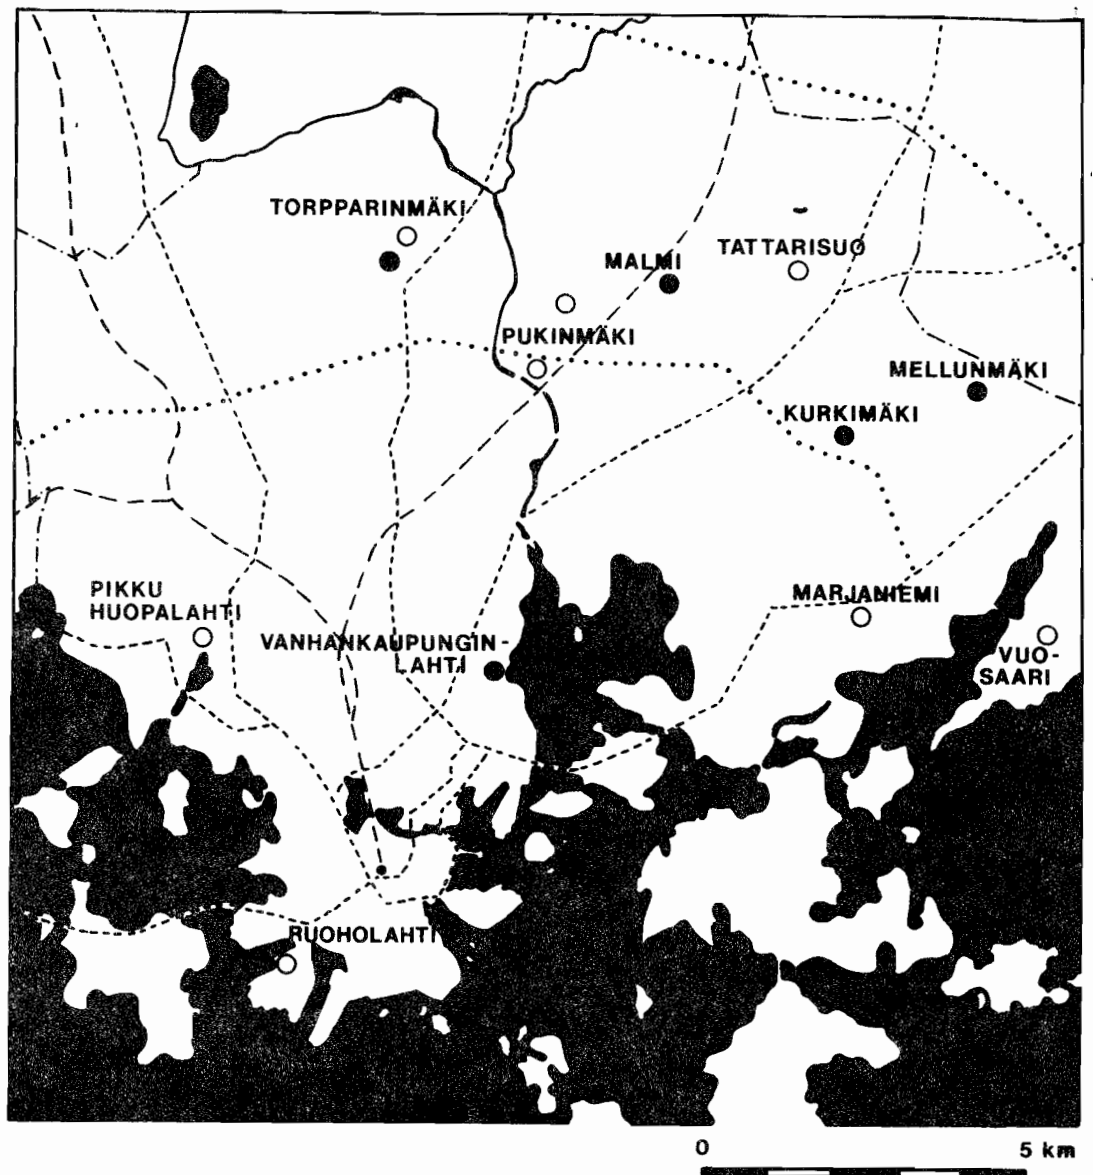 TORPPARINMÄKI
TATTARISUO
MALMI
PUKINMÄKI
MELLUNMÄKI
KURKIMÄKI
PIKKU
HUOPALAHTI
MARJANIEMI
VANHANKAUPUNGIN-
LAHTI
VUO-
SAARI
RUOHOLAHTI
0 5 km